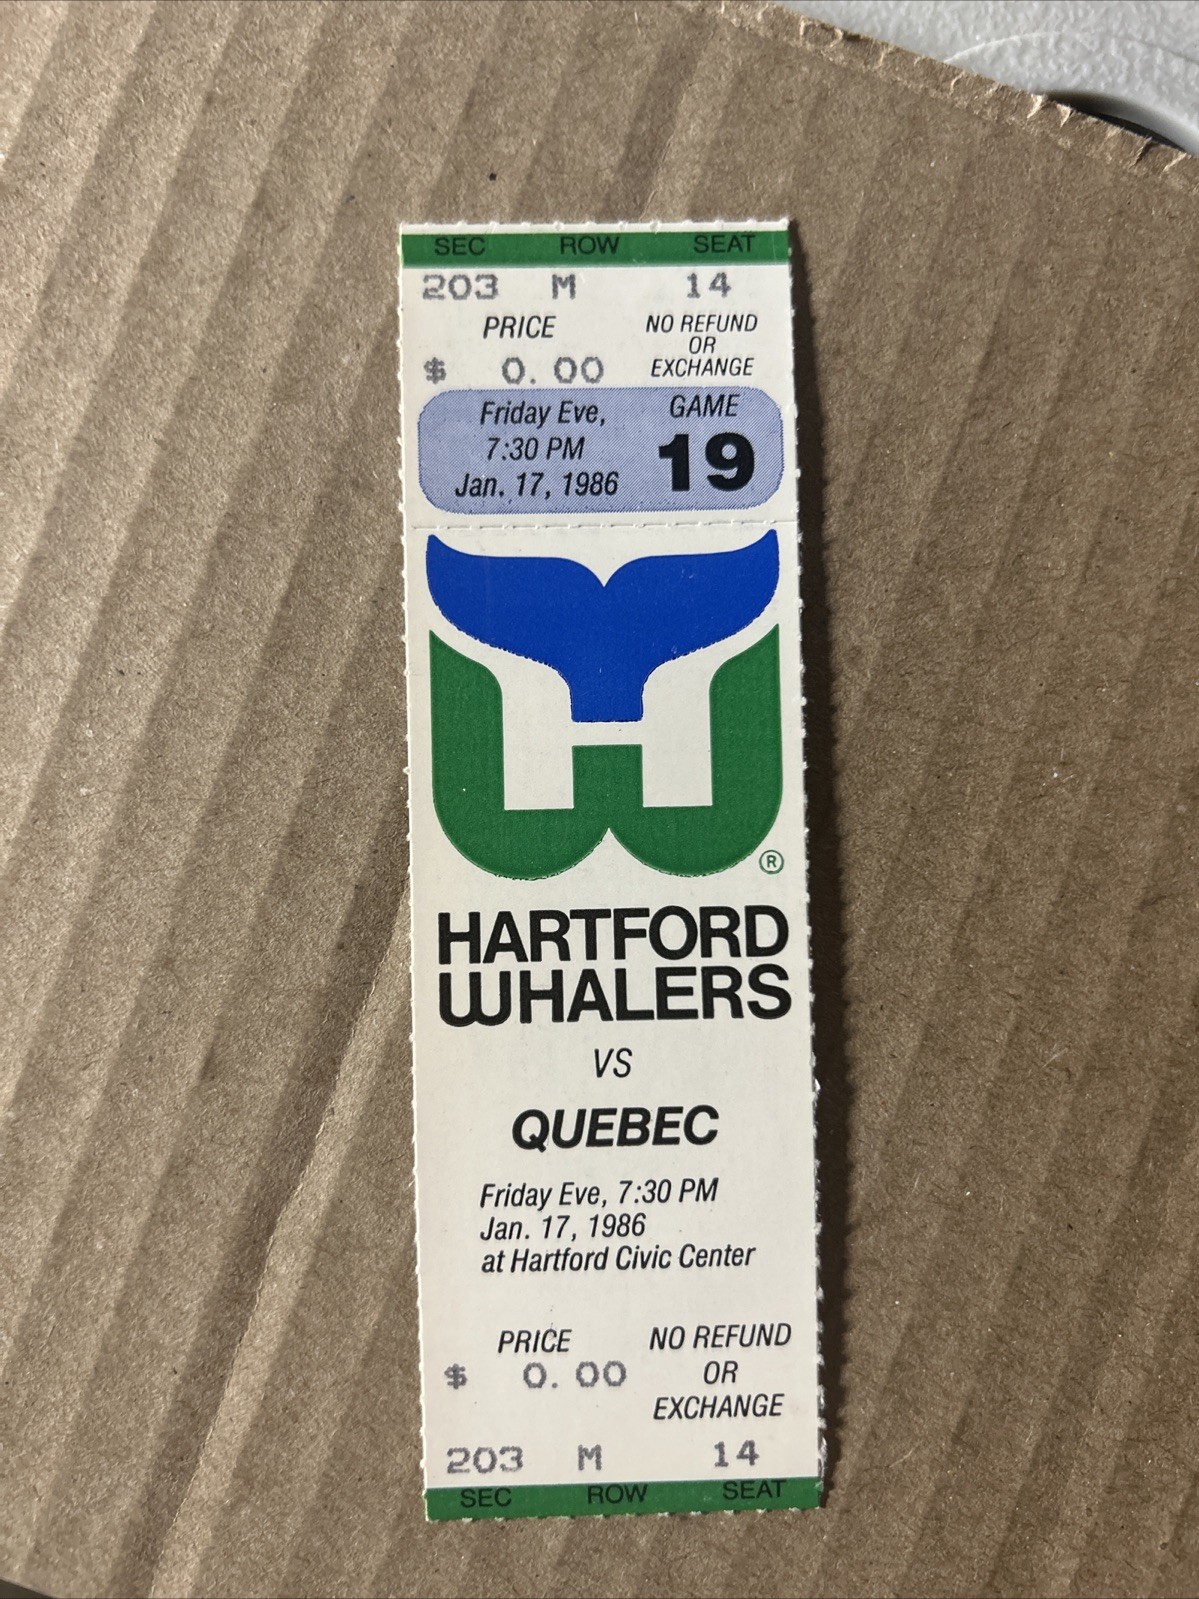 SEC ROW SEAT
203 M 14
PRICE NO REFUND
OR
$ 0.00 EXCHANGE
Friday Eve, GAME
7:30 PM 19
Jan. 17, 1986
®
HARTFORD
WHALERS
VS
QUEBEC
Friday Eve, 7:30 PM
Jan. 17, 1986
at Hartford Civic Center
PRICE NO REFUND
$ 0.00 OR
EXCHANGE
203 M 14
SEC ROW SEAT